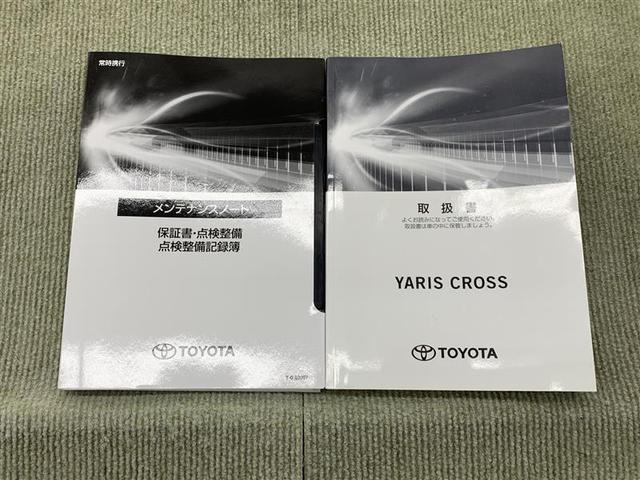 常時携行
メンテナンスノート
保証書・点検整備
点検整備記録簿
TOYOTA
取扱書
よくお読みになってご使用ください。
取扱書は車の中に保管しましょう。
YARIS CROSS
TOYOTA